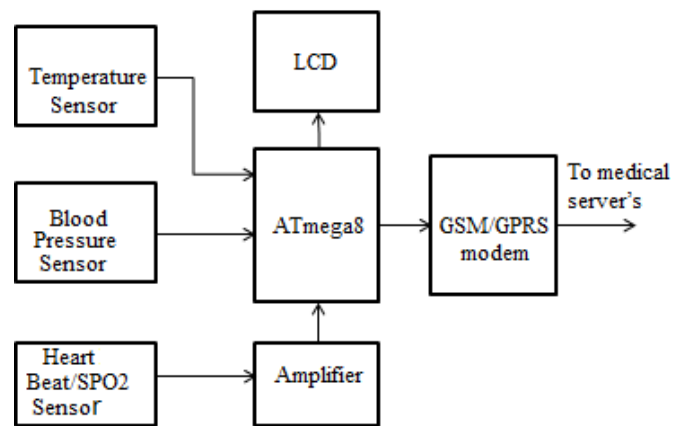 Temperature
Sensor
LCD
Blood
Pressure
Sensor
ATmega8
GSM/GPRS
modem
To medical
server's
Heart
Beat/SPO2
Sensor
Amplifier